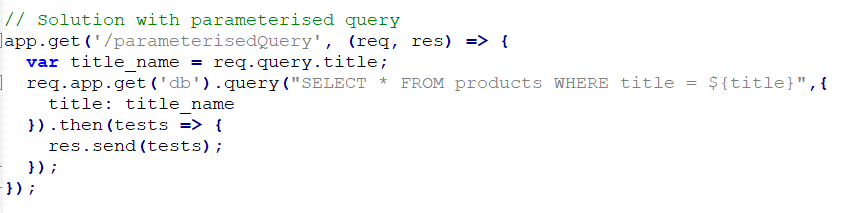 // Solution with parameterised query
app.get('/parameterisedQuery', (req, res) => {
  var title_name = req.query.title;
  req.app.get('db').query("SELECT * FROM products WHERE title = ${title}",{
    title: title_name
  }).then(tests => {
    res.send(tests);
  });
});